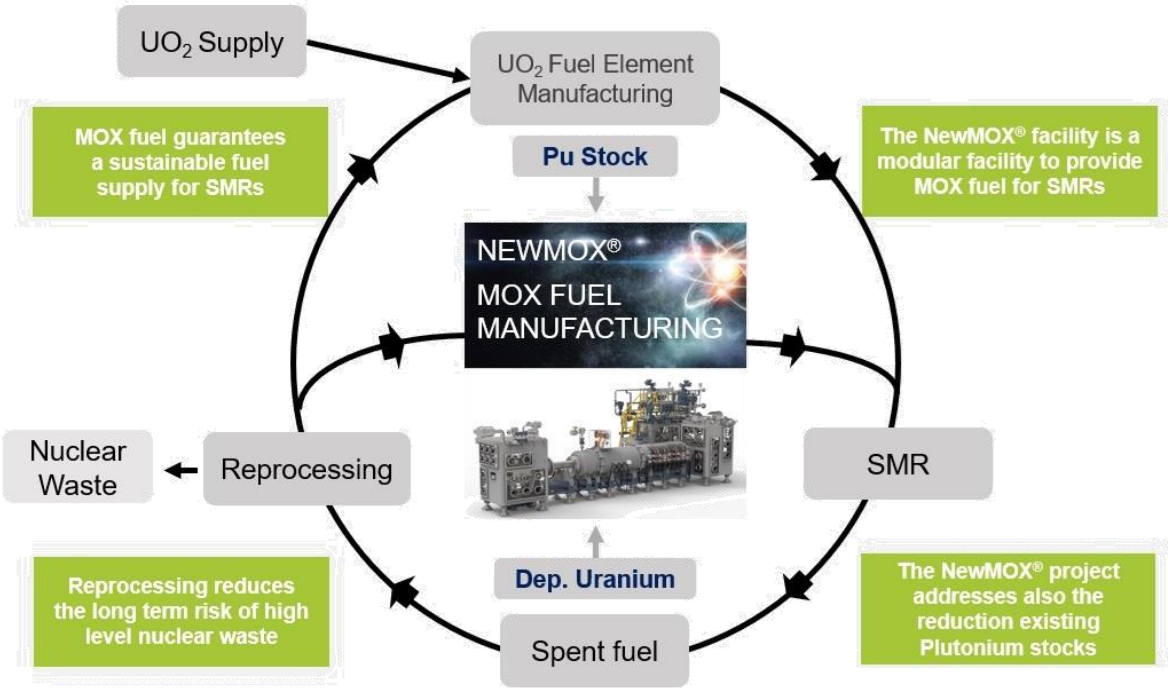 UO₂ Supply
UO₂ Fuel Element
Manufacturing
MOX fuel guarantees
a sustainable fuel
supply for SMRs
Pu Stock
The NewMOX® facility is a
modular facility to provide
MOX fuel for SMRs
NEWMOX®
MOX FUEL
MANUFACTURING
Nuclear
Waste
Reprocessing
SMR
Reprocessing reduces
the long term risk of high
level nuclear waste
Dep. Uranium
The NewMOX® project
addresses also the
reduction existing
Plutonium stocks
Spent fuel